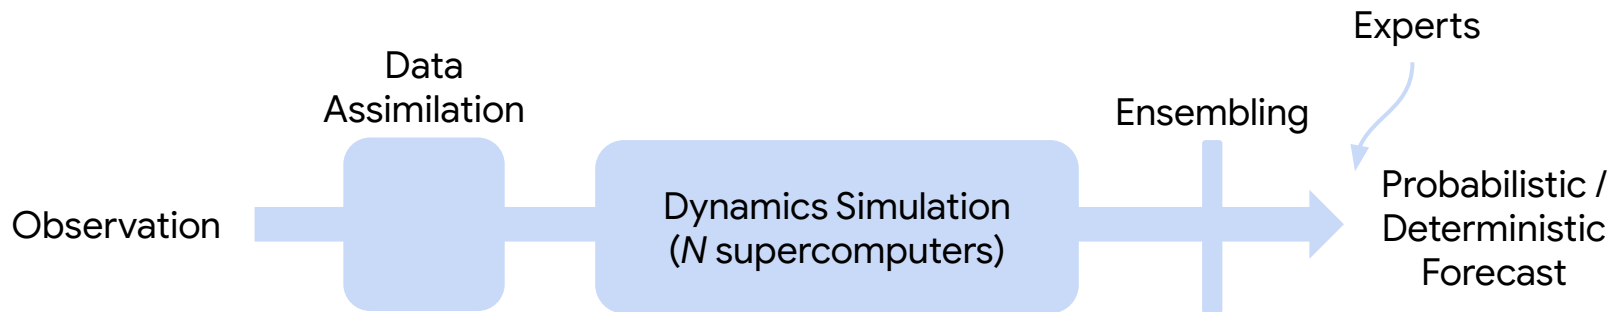 Observation
Data
Assimilation
Dynamics Simulation
(N supercomputers)
Ensembling
Experts
Probabilistic /
Deterministic
Forecast